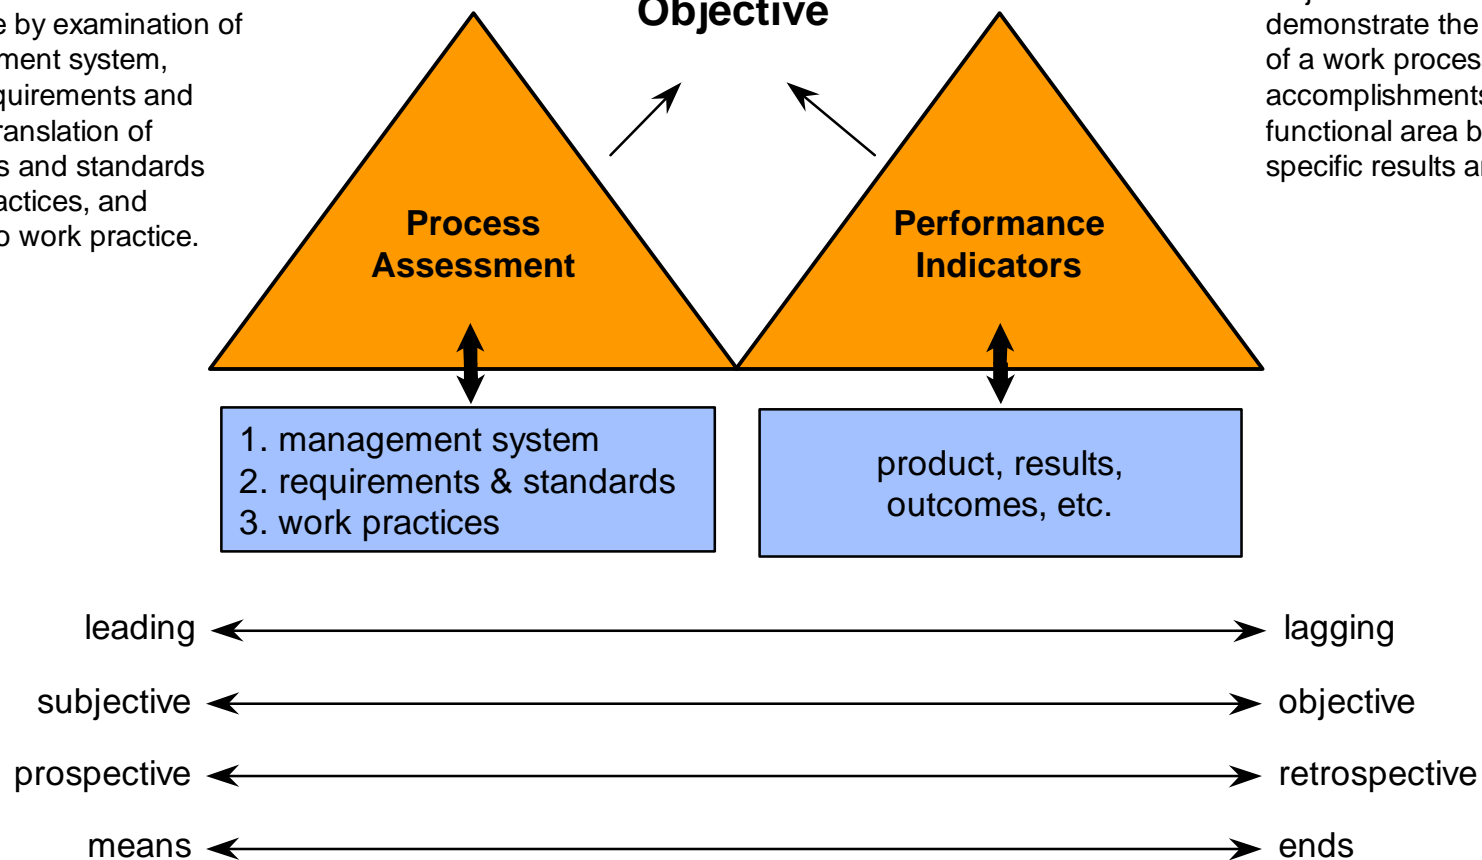 Objective
e by examination of
ment system,
quirements and
ranslation of
s and standards
actices, and
o work practice.
demonstrate the
of a work proces
accomplishments
functional area b
specific results a
Process
Assessment
Performance
Indicators
1. management system
2. requirements & standards
3. work practices
product, results,
outcomes, etc.
leading lagging
subjective objective
prospective retrospective
means ends